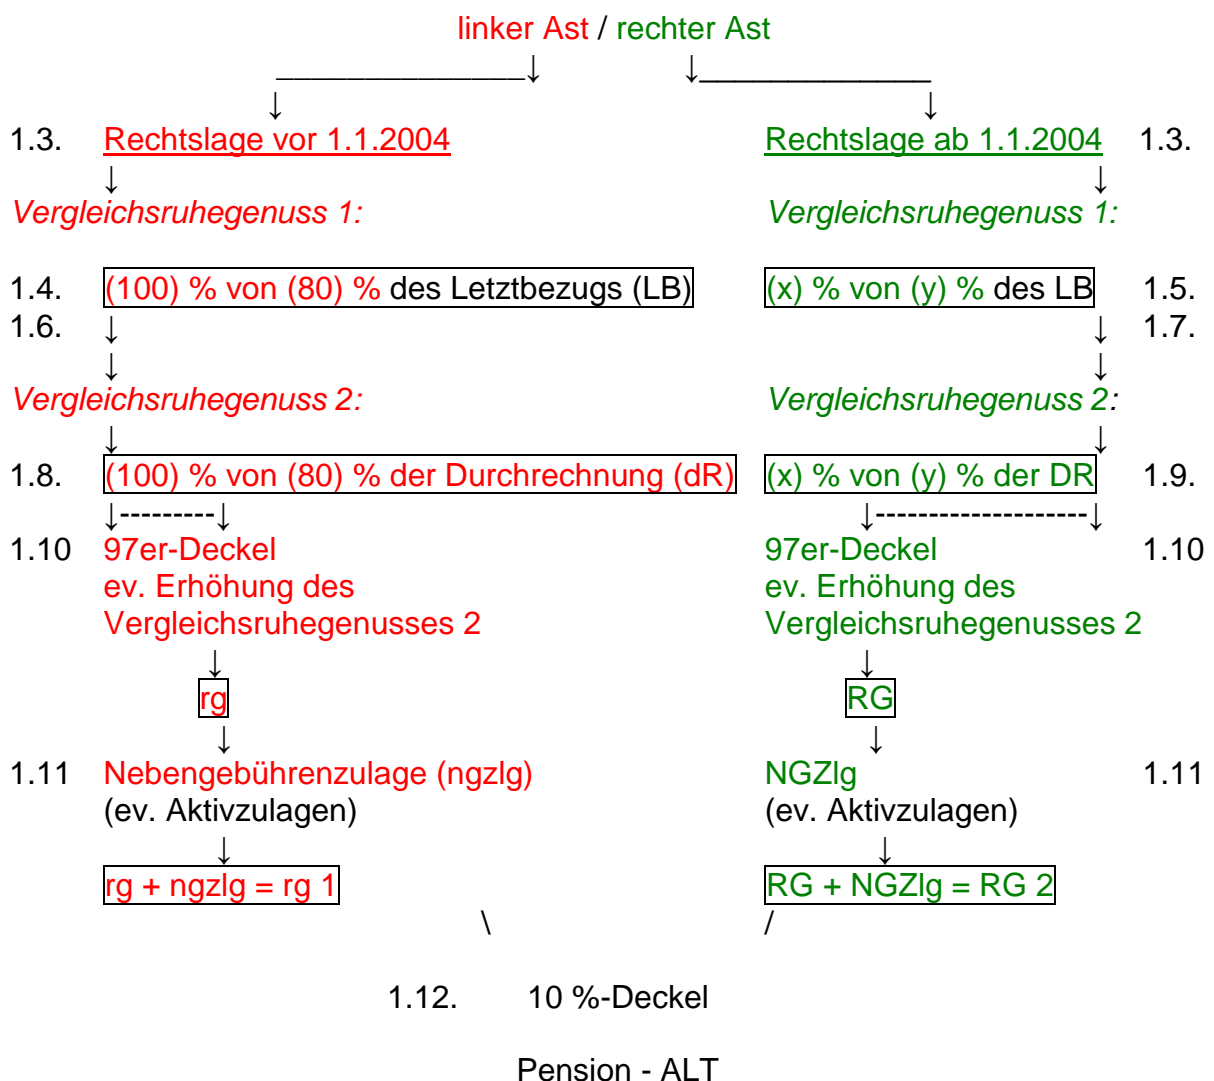 linker Ast / rechter Ast
______________↓ ↓_____________
↓ ↓
1.3. Rechtslage vor 1.1.2004 Rechtslage ab 1.1.2004 1.3.
↓ ↓
Vergleichsruhegenuss 1: Vergleichsruhegenuss 1:
1.4. (100) % von (80) % des Letztbezugs (LB) (x) % von (y) % des LB 1.5.
1.6. ↓ ↓ 1.7.
↓ ↓
Vergleichsruhegenuss 2: Vergleichsruhegenuss 2:
↓ ↓
1.8. (100) % von (80) % der Durchrechnung (dR) (x) % von (y) % der DR 1.9.
↓---------↓ ↓-------------------↓
1.10 97er-Deckel 97er-Deckel 1.10
ev. Erhöhung des ev. Erhöhung des
Vergleichsruhegenusses 2 Vergleichsruhegenusses 2
↓ ↓
rg RG
↓ ↓
1.11 Nebengebührenzulage (ngzlg) NGZlg 1.11
(ev. Aktivzulagen) (ev. Aktivzulagen)
↓ ↓
rg + ngzlg = rg 1 RG + NGZlg = RG 2
\ /
1.12. 10 %-Deckel
Pension - ALT